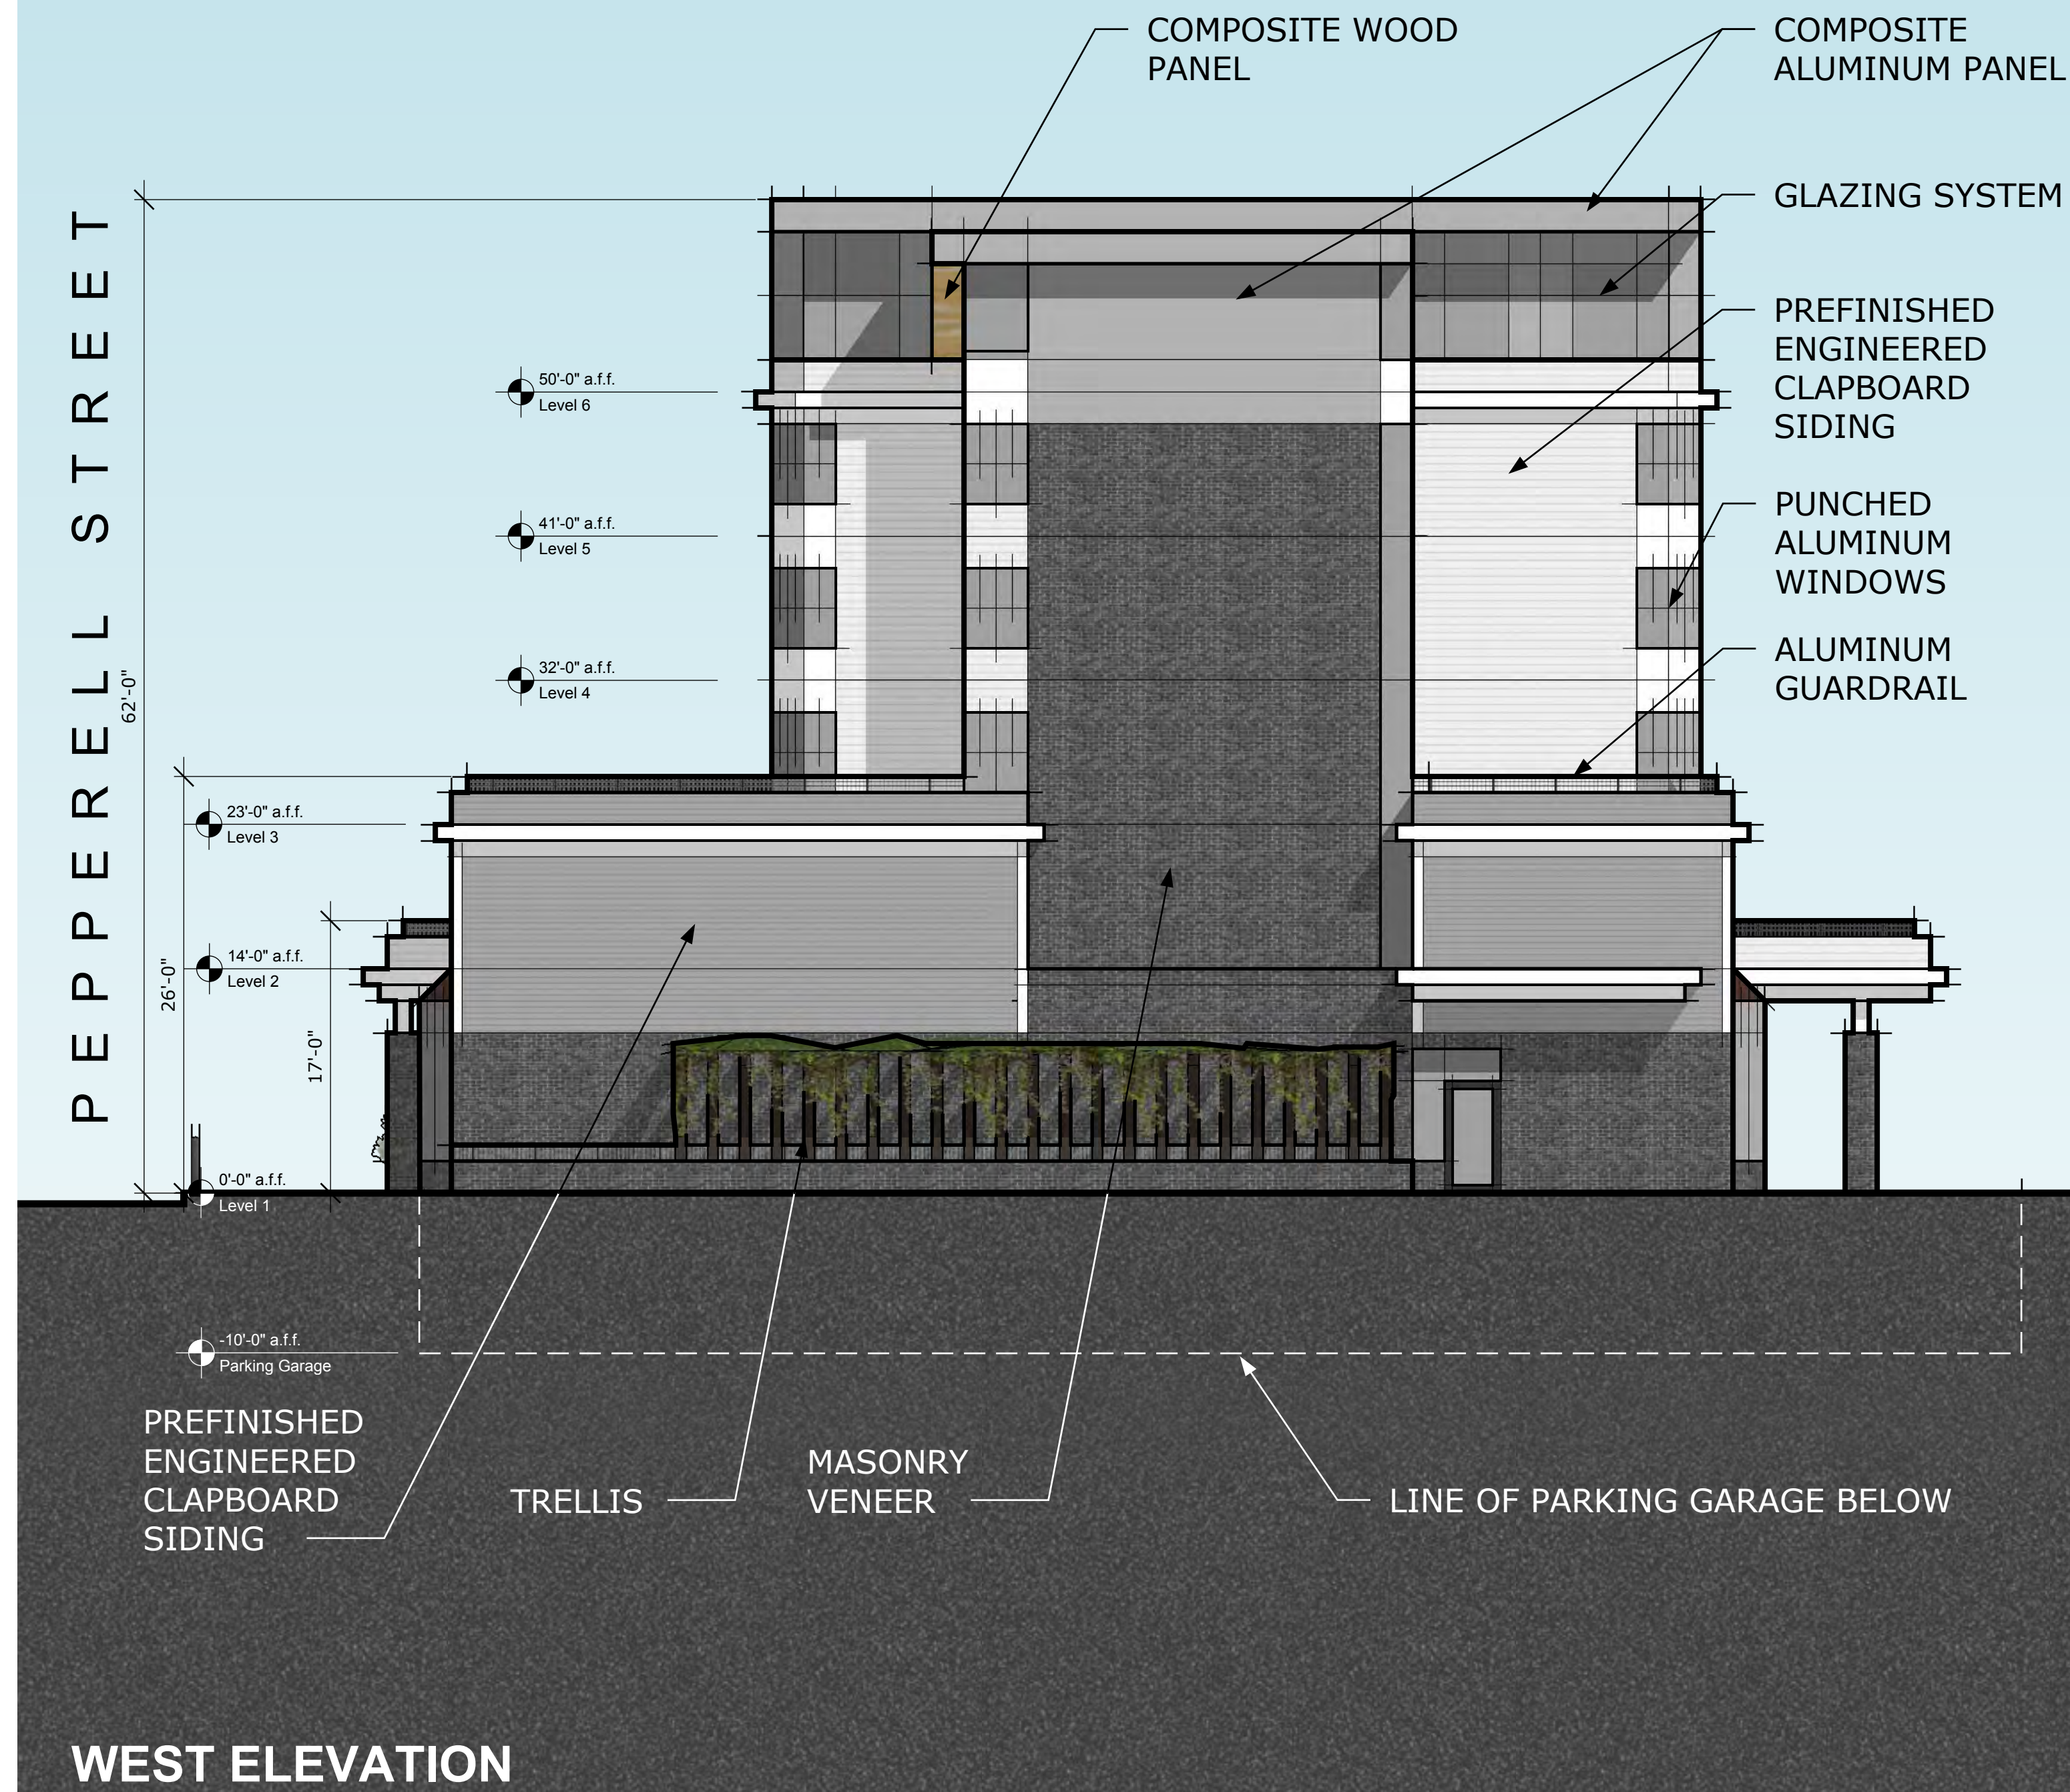 COMPOSITE WOOD
PANEL
COMPOSITE
ALUMINUM PANEL
GLAZING SYSTEM
PREFINISHED
ENGINEERED
CLAPBOARD
SIDING
PUNCHED
ALUMINUM
WINDOWS
ALUMINUM
GUARDRAIL
PEPPERELL STREET
62'-0"
26'-0"
17'-0"
50'-0" a.f.f.
Level 6
41'-0" a.f.f.
Level 5
32'-0" a.f.f.
Level 4
23'-0" a.f.f.
Level 3
14'-0" a.f.f.
Level 2
0'-0" a.f.f.
Level 1
-10'-0" a.f.f.
Parking Garage
PREFINISHED
ENGINEERED
CLAPBOARD
SIDING
TRELLIS
MASONRY
VENEER
LINE OF PARKING GARAGE BELOW
WEST ELEVATION